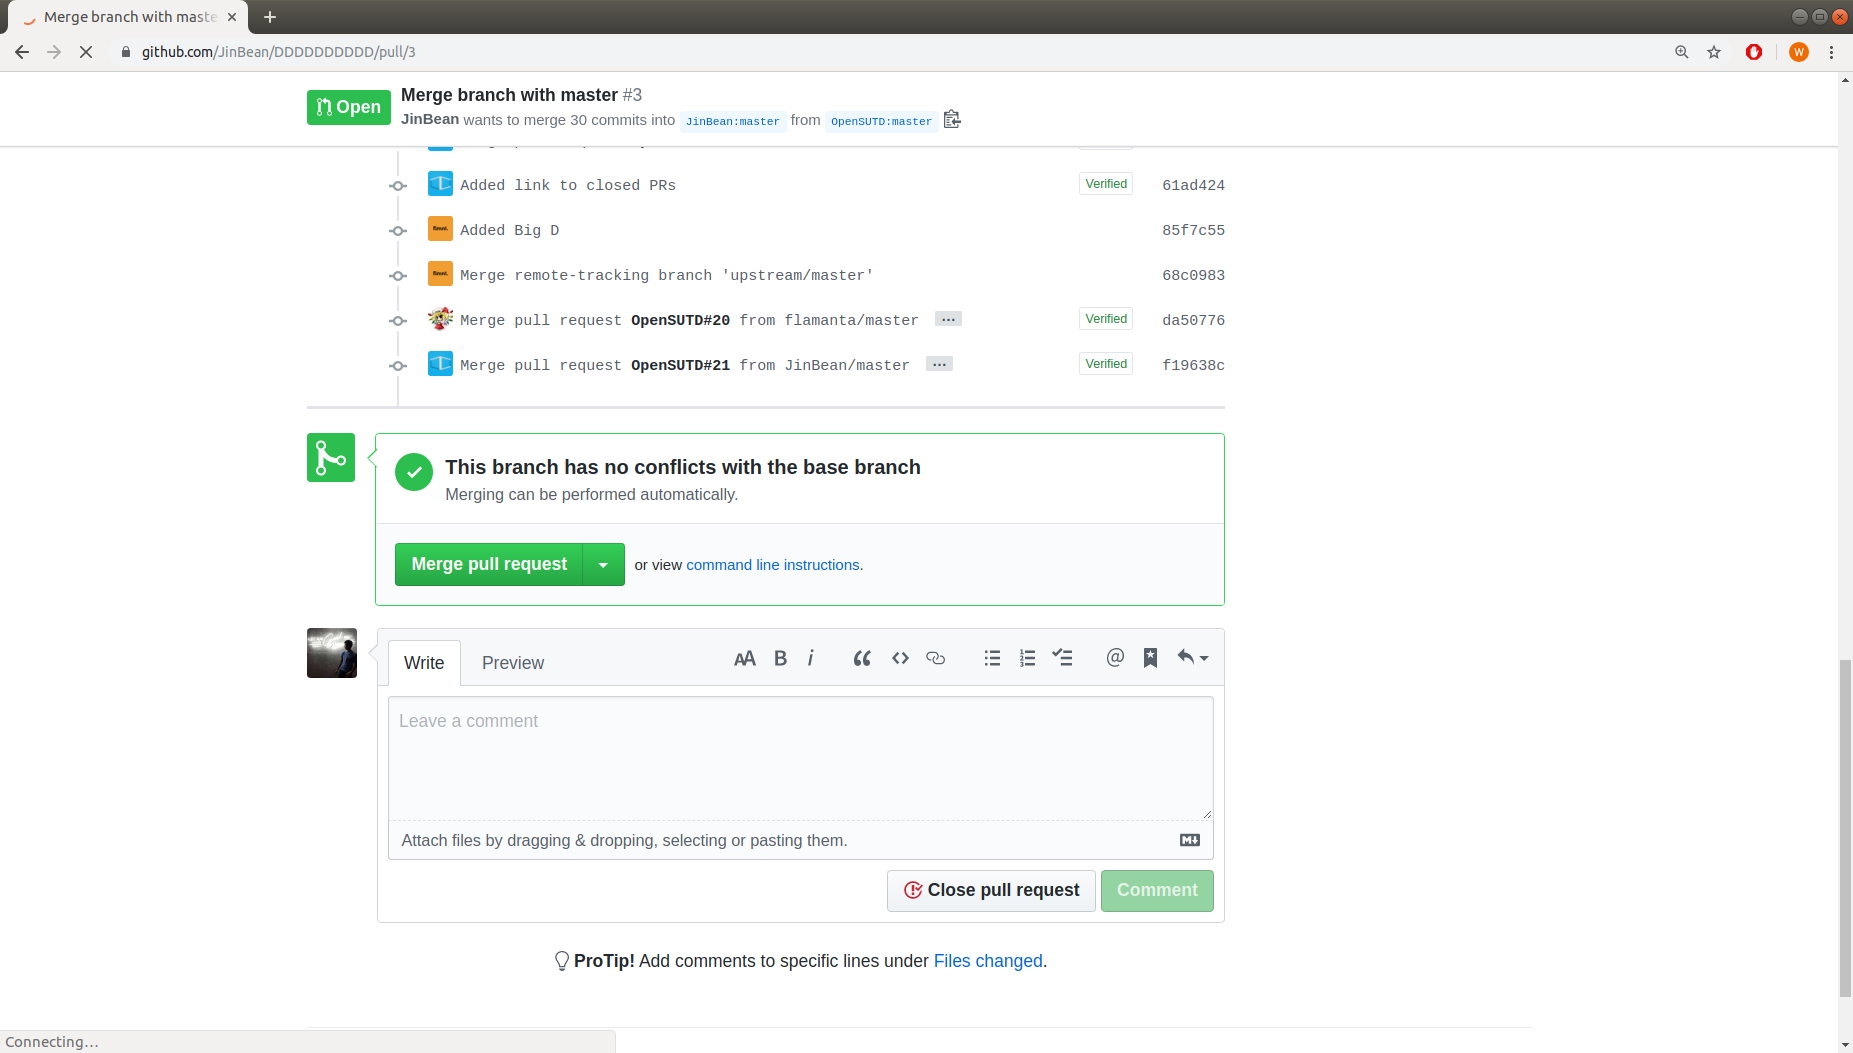 Merge branch with maste
github.com/JinBean/DDDDDDDDDD/pull/3
W
Open
Merge branch with master #3
JinBean wants to merge 30 commits into JinBean:master from OpenSUTD:master
Added link to closed PRs Verified 61ad424
Added Big D 85f7c55
Merge remote-tracking branch 'upstream/master' 68c0983
Merge pull request OpenSUTD#20 from flamanta/master ... Verified da50776
Merge pull request OpenSUTD#21 from JinBean/master ... Verified f19638c
This branch has no conflicts with the base branch
Merging can be performed automatically.
Merge pull request or view command line instructions.
Write Preview AA B i @
Leave a comment
Attach files by dragging & dropping, selecting or pasting them.
Close pull request Comment
ProTip! Add comments to specific lines under Files changed.
Connecting...